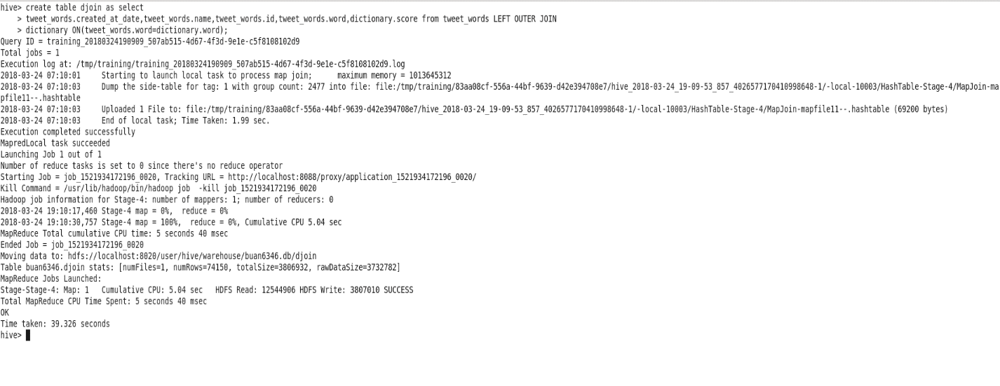 hive> create table djoin as select
    > tweet_words.created_at_date,tweet_words.name,tweet_words.id,tweet_words.word,dictionary.score from tweet_words LEFT OUTER JOIN
    > dictionary ON(tweet_words.word=dictionary.word);
Query ID = training_20180324190909_507ab515-4d67-4f3d-9e1e-c5f8108102d9
Total jobs = 1
Execution log at: /tmp/training/training_20180324190909_507ab515-4d67-4f3d-9e1e-c5f8108102d9.log
2018-03-24 07:10:01     Starting to launch local task to process map join;      maximum memory = 1013645312
2018-03-24 07:10:03     Dump the side-table for tag: 1 with group count: 2477 into file: file:/tmp/training/83aa08cf-556a-44bf-9639-d42e394708e7/hive_2018-03-24_19-09-53_857_4026577170410998648-1/-local-10003/HashTable-Stage-4/MapJoin-ma
pfile11--.hashtable
2018-03-24 07:10:03     Uploaded 1 File to: file:/tmp/training/83aa08cf-556a-44bf-9639-d42e394708e7/hive_2018-03-24_19-09-53_857_4026577170410998648-1/-local-10003/HashTable-Stage-4/MapJoin-mapfile11--.hashtable (69200 bytes)
2018-03-24 07:10:03     End of local task; Time Taken: 1.99 sec.
Execution completed successfully
MapredLocal task succeeded
Launching Job 1 out of 1
Number of reduce tasks is set to 0 since there's no reduce operator
Starting Job = job_1521934172196_0020, Tracking URL = http://localhost:8088/proxy/application_1521934172196_0020/
Kill Command = /usr/lib/hadoop/bin/hadoop job  -kill job_1521934172196_0020
Hadoop job information for Stage-4: number of mappers: 1; number of reducers: 0
2018-03-24 19:10:17,460 Stage-4 map = 0%,  reduce = 0%
2018-03-24 19:10:30,757 Stage-4 map = 100%,  reduce = 0%, Cumulative CPU 5.04 sec
MapReduce Total cumulative CPU time: 5 seconds 40 msec
Ended Job = job_1521934172196_0020
Moving data to: hdfs://localhost:8020/user/hive/warehouse/buan6346.db/djoin
Table buan6346.djoin stats: [numFiles=1, numRows=74150, totalSize=3806932, rawDataSize=3732782]
MapReduce Jobs Launched:
Stage-Stage-4: Map: 1   Cumulative CPU: 5.04 sec   HDFS Read: 12544906 HDFS Write: 3807010 SUCCESS
Total MapReduce CPU Time Spent: 5 seconds 40 msec
OK
Time taken: 39.326 seconds
hive>